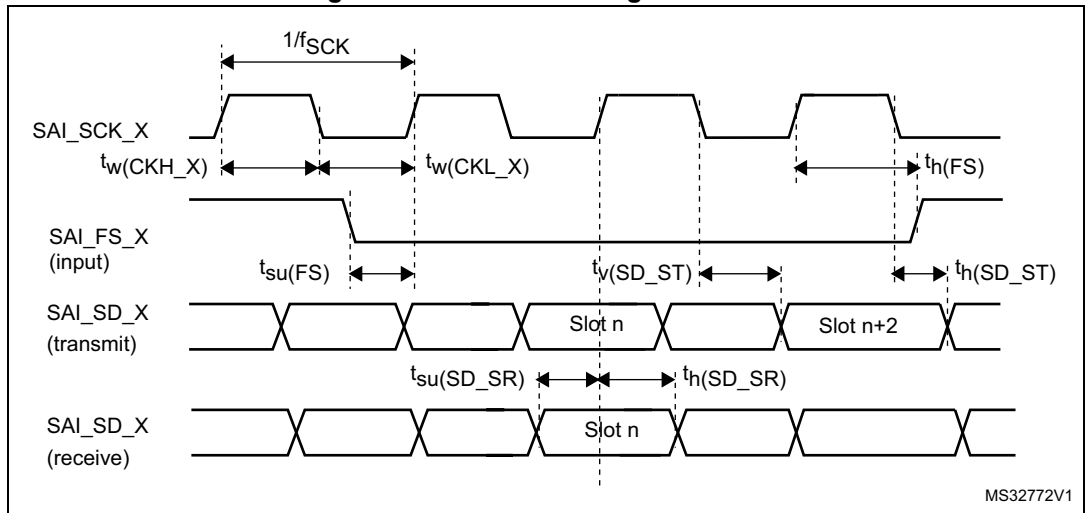 1/fSCK
SAI_SCK_X
tw(CKH_X)
tw(CKL_X)
th(FS)
SAI_FS_X
(input)
tsu(FS)
tv(SD_ST)
th(SD_ST)
SAI_SD_X
(transmit)
Slot n
Slot n+2
tsu(SD_SR)
th(SD_SR)
SAI_SD_X
(receive)
Slot n
MS32772V1